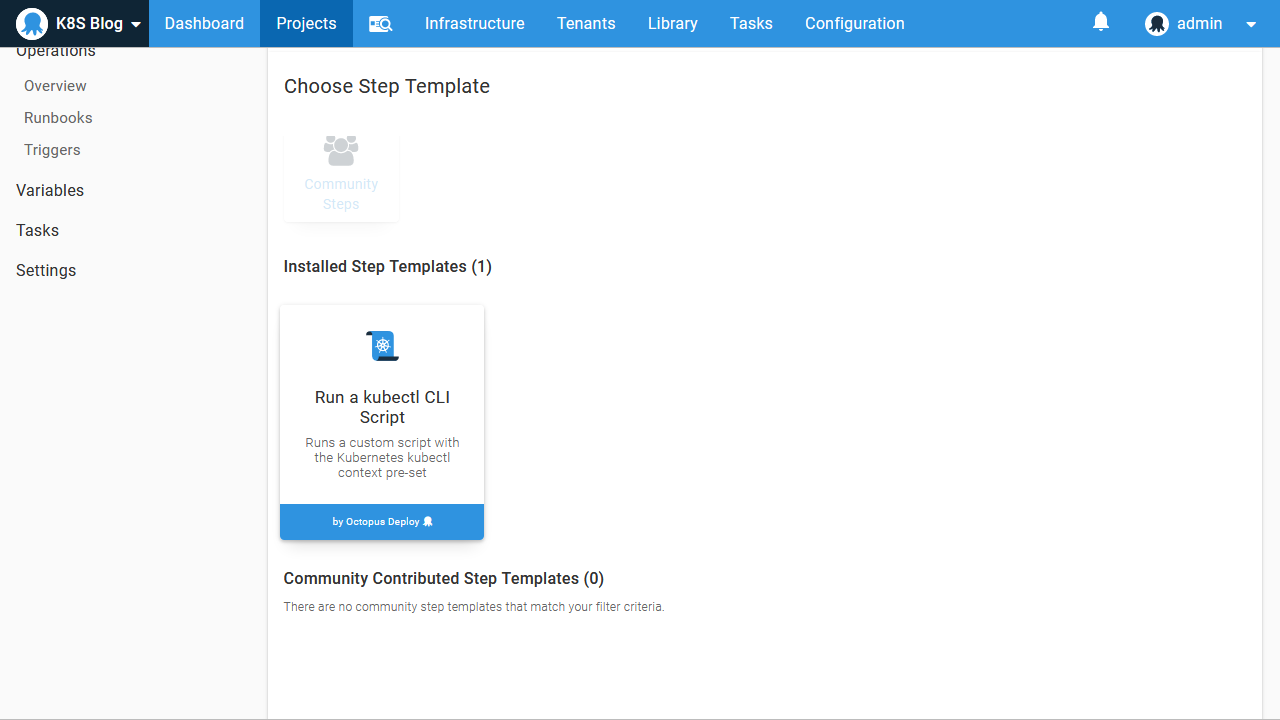 K8S Blog
Dashboard
Projects
Infrastructure
Tenants
Library
Tasks
Configuration
admin
Operations
Overview
Runbooks
Triggers
Variables
Tasks
Settings
Choose Step Template
Community
Steps
Installed Step Templates (1)
Run a kubectl CLI
Script
Runs a custom script with
the Kubernetes kubectl
context pre-set
by Octopus Deploy
Community Contributed Step Templates (0)
There are no community step templates that match your filter criteria.